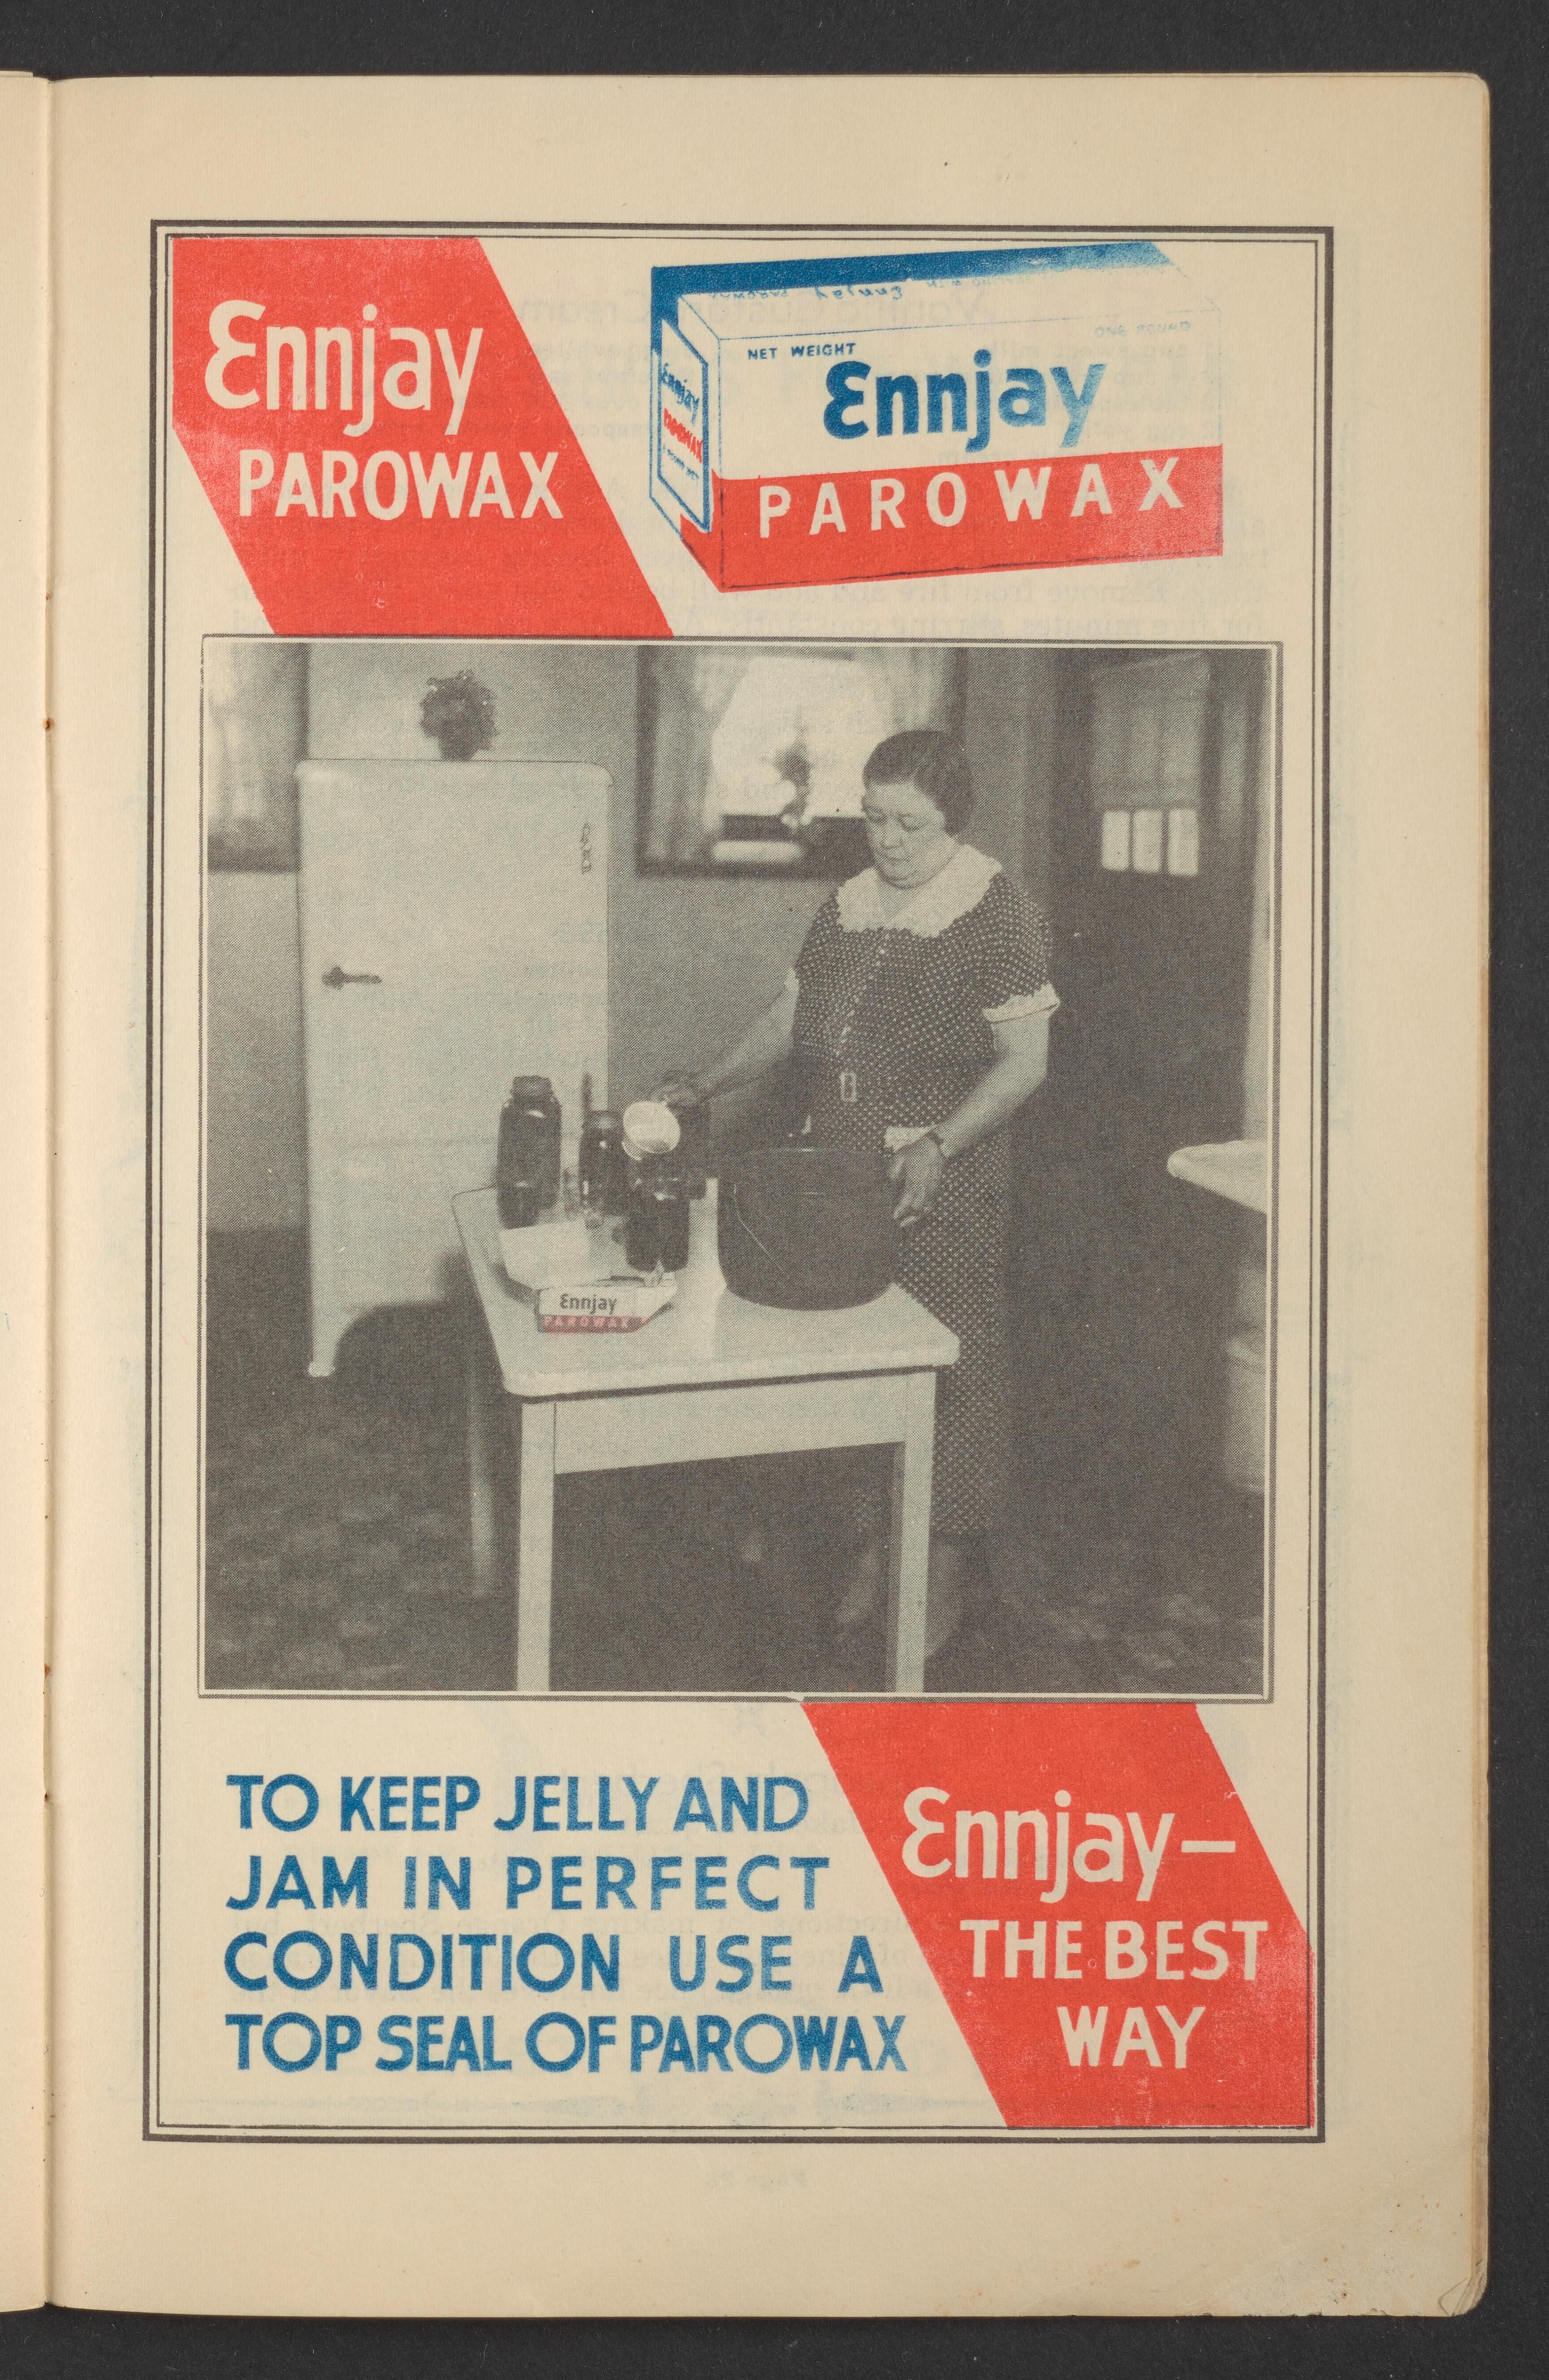 Ennjay
PAROWAX
NET WEIGHT
ONE POUND
Ennjay
PAROWAX
Ennjay
PAROWAX
Ennjay
PAROWAX
TO KEEP JELLY AND
JAM IN PERFECT
CONDITION USE A
TOP SEAL OF PAROWAX
Ennjay—
THE BEST
WAY